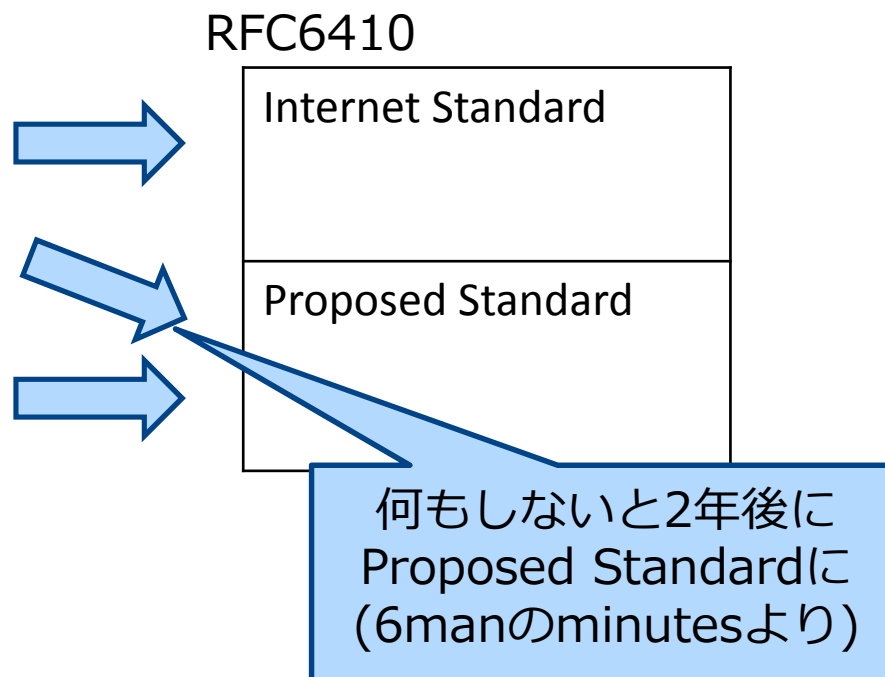 RFC6410
Internet Standard
Proposed Standard
何もしないと2年後に
Proposed Standardに
(6manのminutesより)